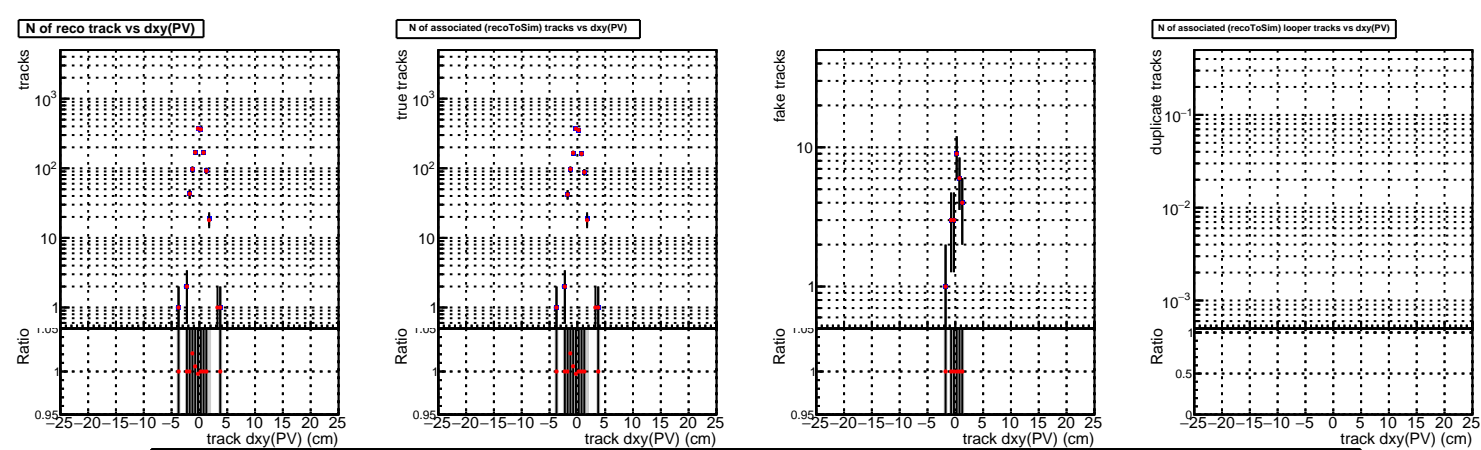 N of reco track vs dxy(PV)
tracks
10³
10²
10
1
1.05
Ratio
1
0.95
−25 −20 −15 −10 −5 0 5 10 15 20 25
track dxy(PV) (cm)
N of associated (recoToSim) tracks vs dxy(PV)
true tracks
10³
10²
10
1
1.05
Ratio
1
0.95
−25 −20 −15 −10 −5 0 5 10 15 20 25
track dxy(PV) (cm)
fake tracks
10
1
1.05
Ratio
1
0.95
−25 −20 −15 −10 −5 0 5 10 15 20 25
track dxy(PV) (cm)
N of associated (recoToSim) looper tracks vs dxy(PV)
duplicate tracks
10⁻¹
10⁻²
10⁻³
Ratio
1
0.5
0
−25 −20 −15 −10 −5 0 5 10 15 20 25
track dxy(PV) (cm)